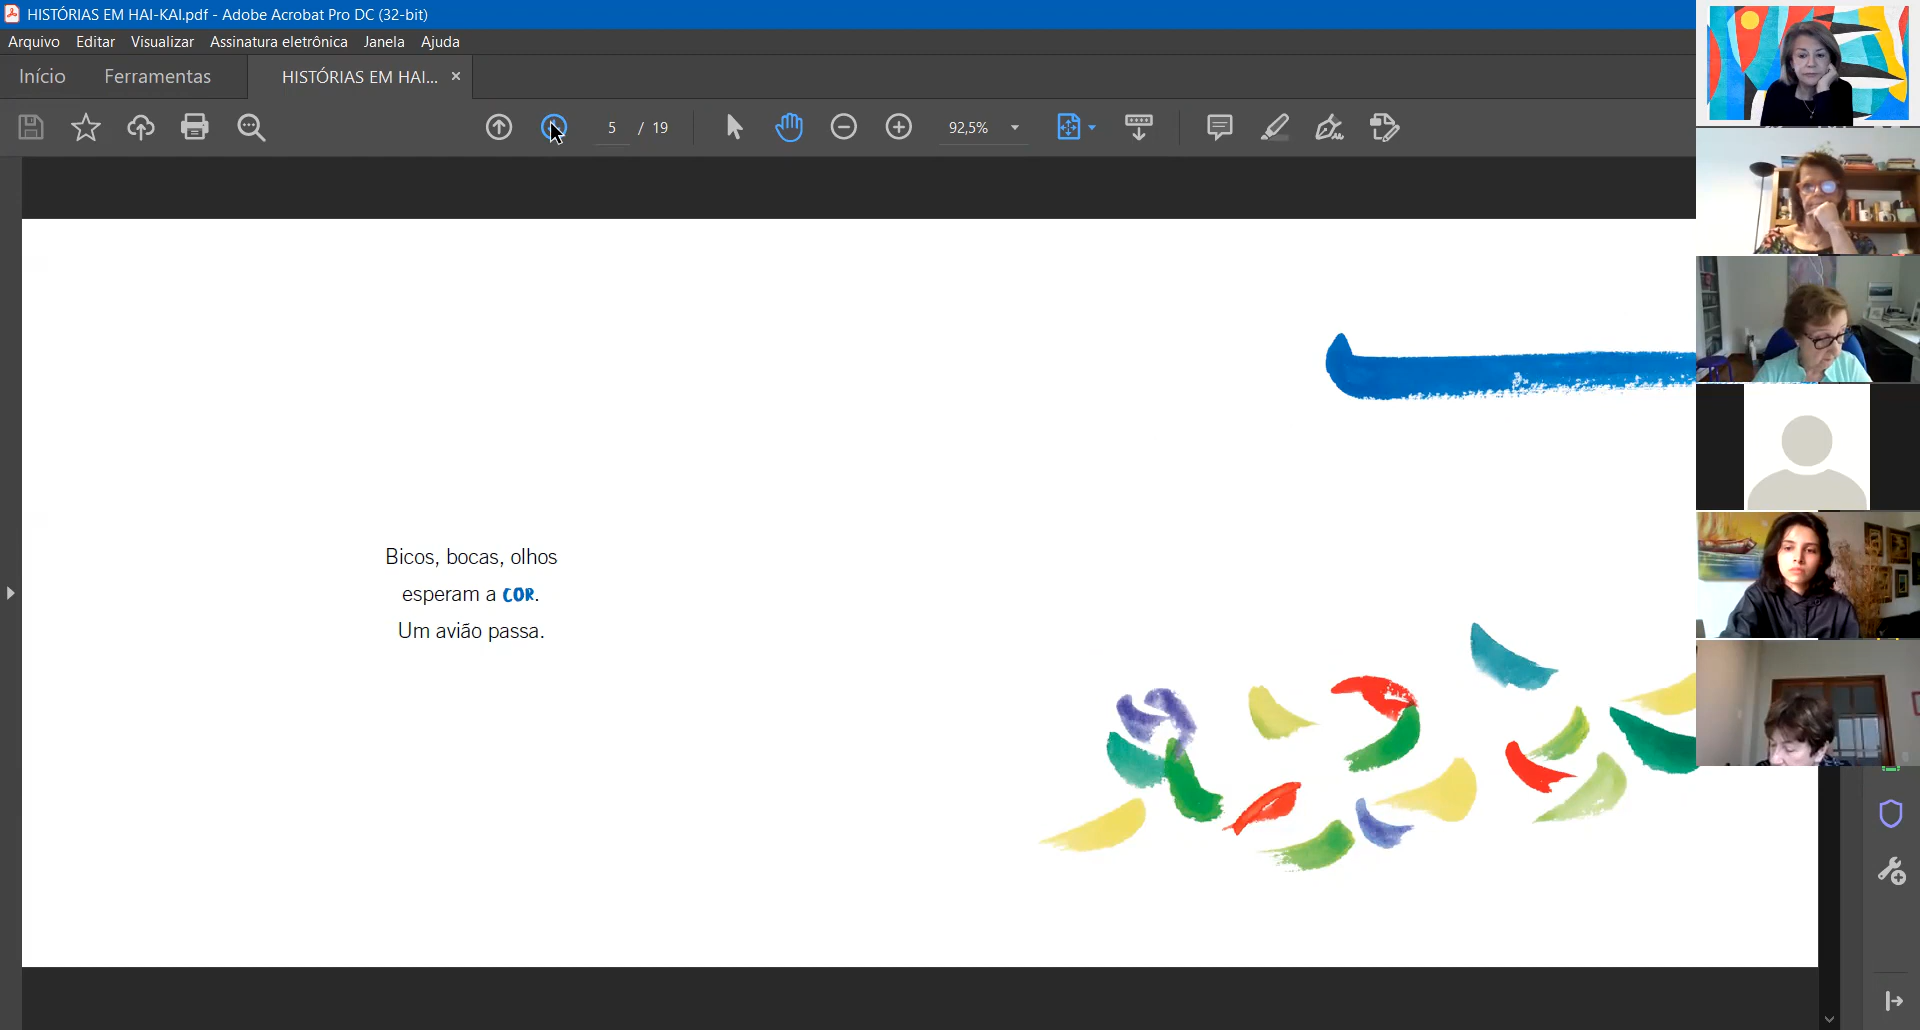 HISTÓRIAS EM HAI-KAI.pdf - Adobe Acrobat Pro DC (32-bit)
Arquivo Editar Visualizar Assinatura eletrônica Janela Ajuda
Início Ferramentas HISTÓRIAS EM HAI... ×
5 / 19 92,5%
Bicos, bocas, olhos
esperam a COR.
Um avião passa.